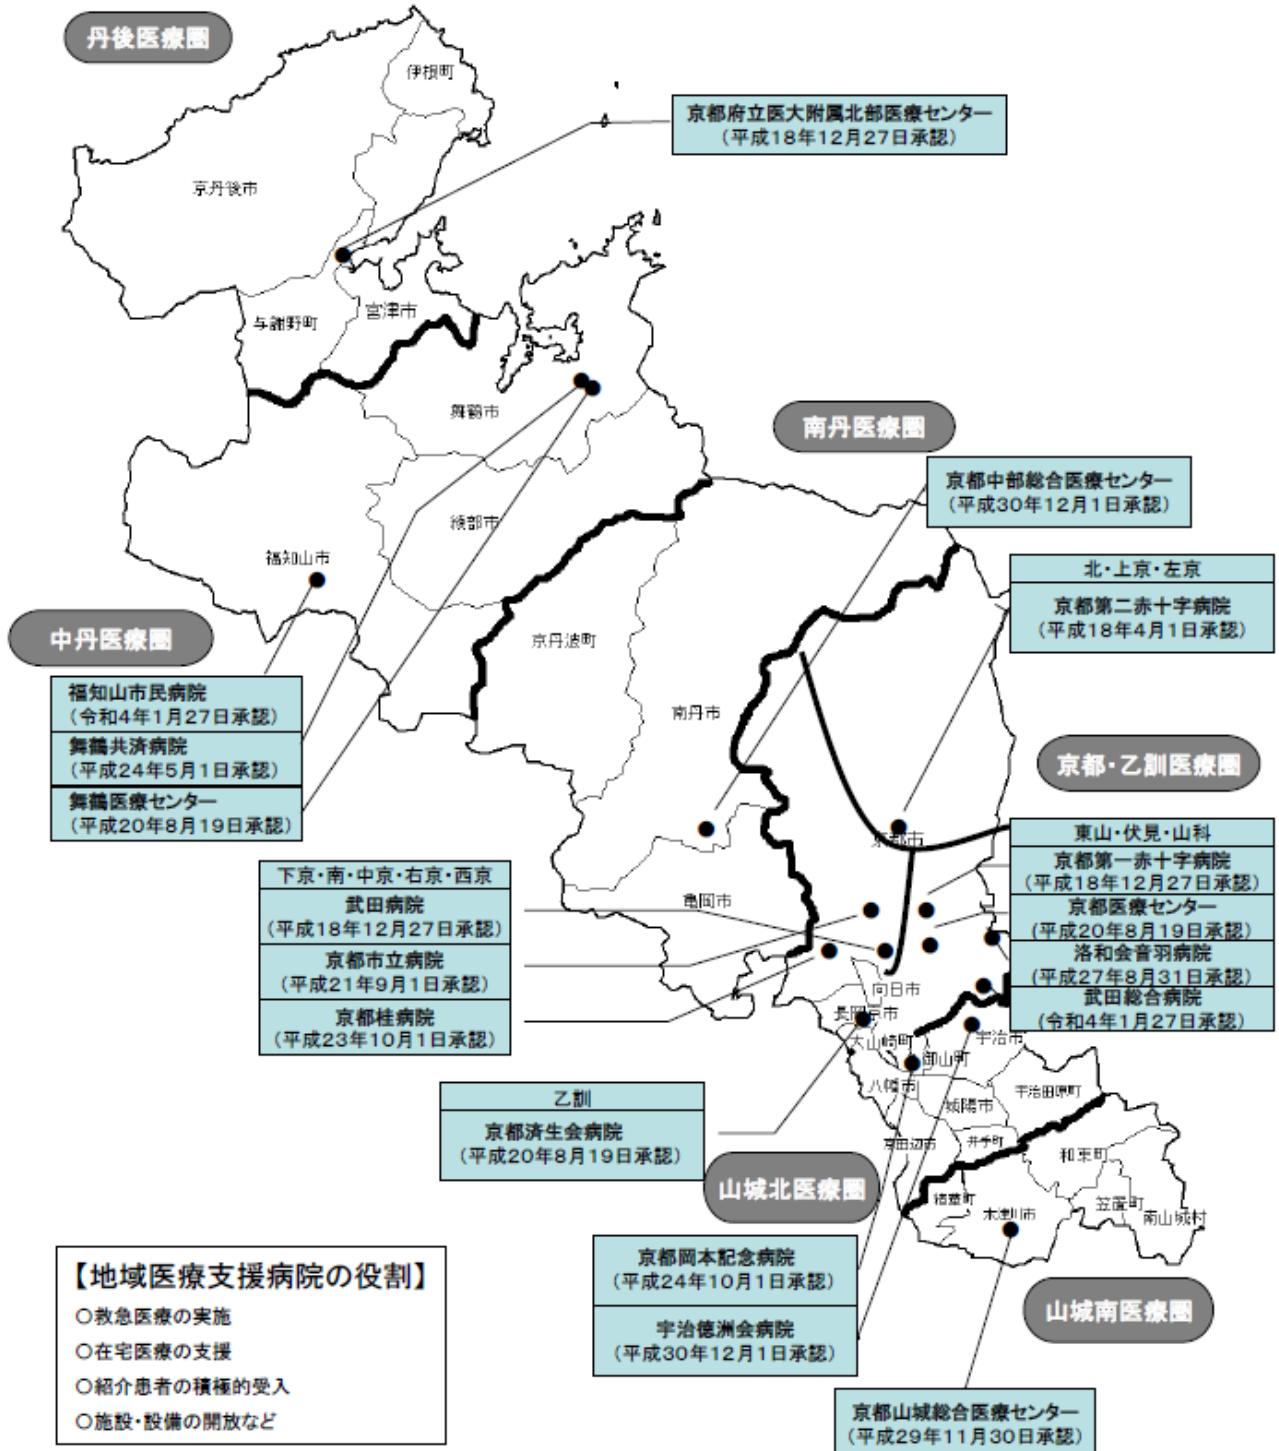 丹後医療圏
伊根町
京都府立医大附属北部医療センター
（平成18年12月27日承認）
京丹後市
与謝野町
宮津市
舞鶴市
南丹医療圏
京都中部総合医療センター
（平成30年12月1日承認）
綾部市
福知山市
北・上京・左京
京都第二赤十字病院
（平成18年4月1日承認）
中丹医療圏
京丹波町
福知山市民病院
（令和4年1月27日承認）
舞鶴共済病院
（平成24年5月1日承認）
舞鶴医療センター
（平成20年8月19日承認）
南丹市
京都・乙訓医療圏
京都市
東山・伏見・山科
京都第一赤十字病院
（平成18年12月27日承認）
京都医療センター
（平成20年8月19日承認）
洛和会音羽病院
（平成27年8月31日承認）
武田総合病院
（令和4年1月27日承認）
下京・南・中京・右京・西京
武田病院
（平成18年12月27日承認）
京都市立病院
（平成21年9月1日承認）
京都桂病院
（平成23年10月1日承認）
亀岡市
向日市
長岡京市
大山崎町
宇治市
御山町
八幡市
城陽市
宇治田原町
京田辺市
井手町
和束町
乙訓
京都済生会病院
（平成20年8月19日承認）
山城北医療圏
精華町
木津川市
笠置町
南山城村
京都岡本記念病院
（平成24年10月1日承認）
宇治徳洲会病院
（平成30年12月1日承認）
山城南医療圏
京都山城総合医療センター
（平成29年11月30日承認）
【地域医療支援病院の役割】
○救急医療の実施
○在宅医療の支援
○紹介患者の積極的受入
○施設・設備の開放など